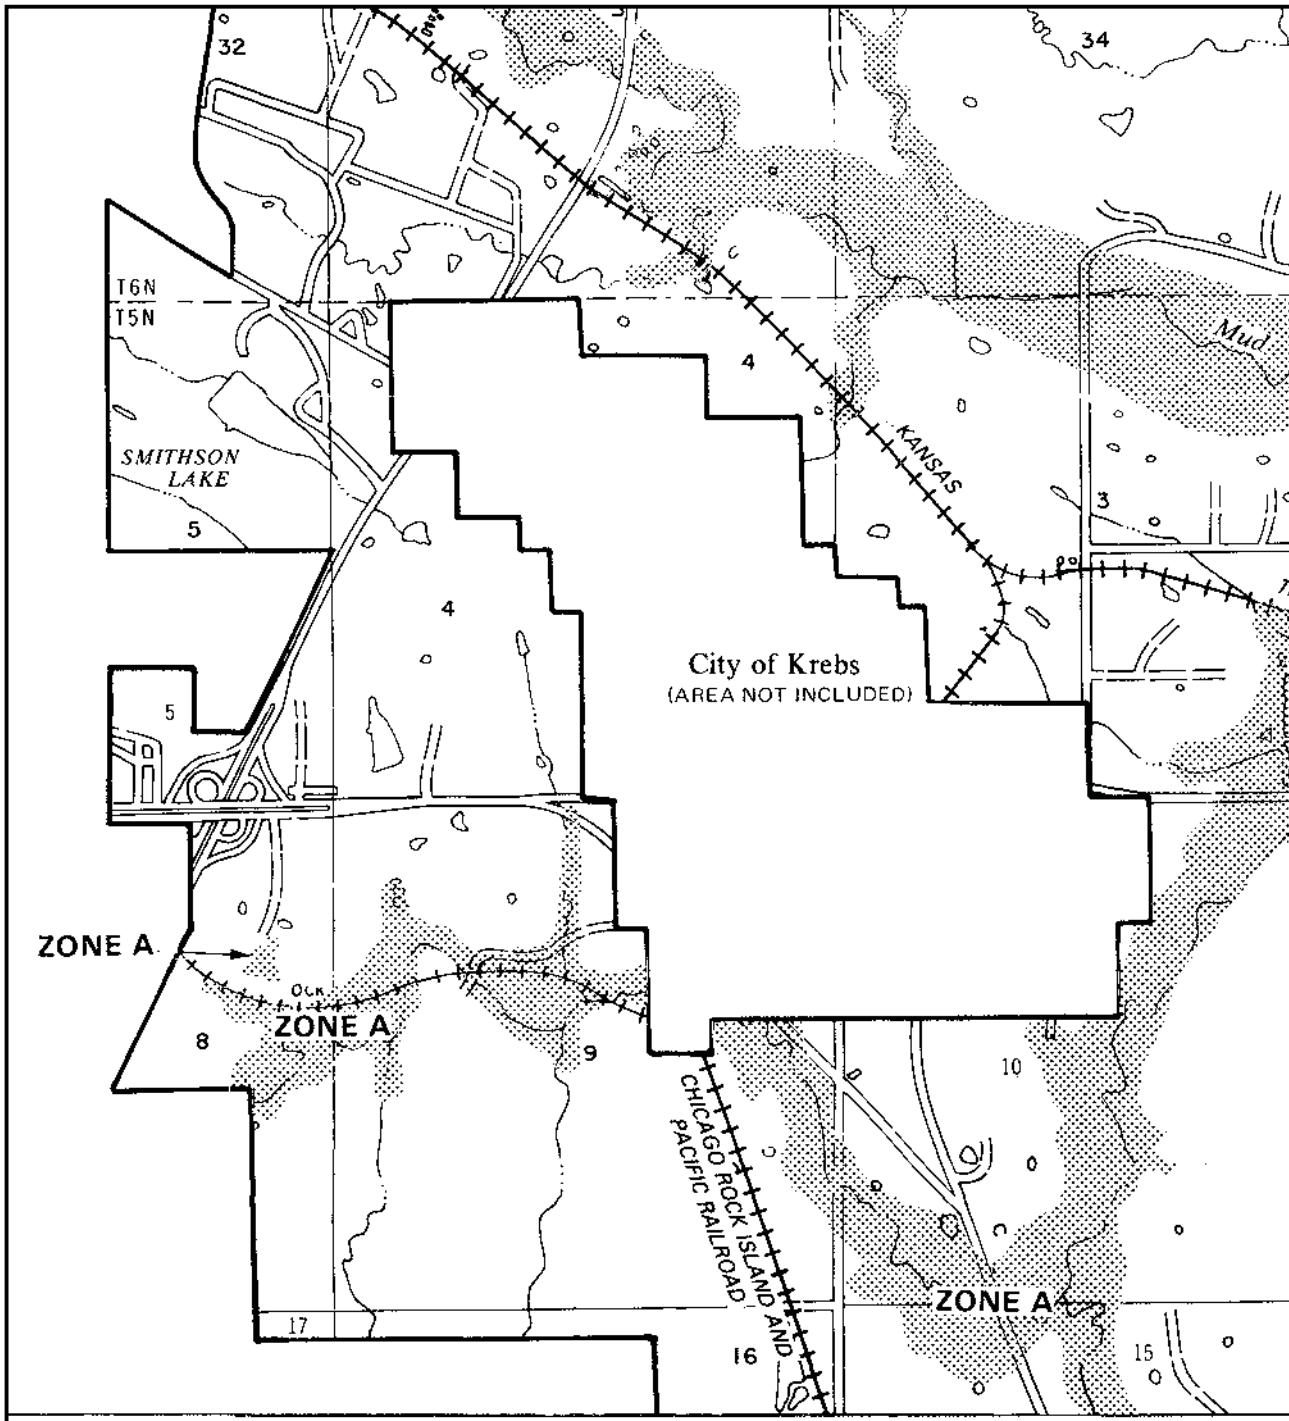 32
34
T6N
T5N
Mud
4
KANSAS
SMITHSON
LAKE
5
3
4
City of Krebs
(AREA NOT INCLUDED)
5
ZONE A
ZONE A
8
9
10
CHICAGO ROCK ISLAND AND
PACIFIC RAILROAD
ZONE A
17
16
15